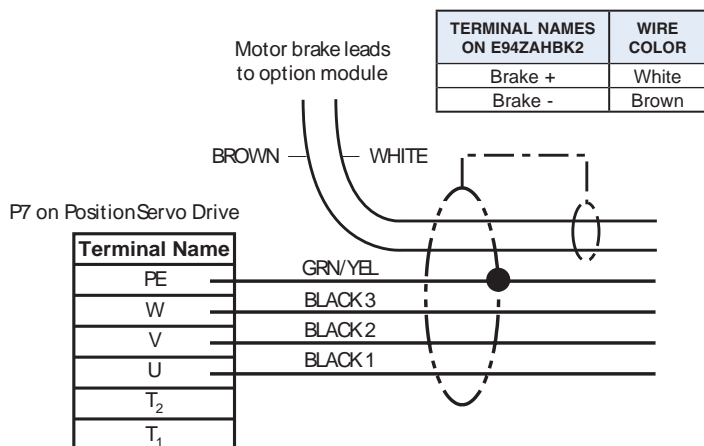 Motor brake leads
to option module
TERMINAL NAMES
ON E94ZAHBK2
WIRE
COLOR
Brake +
White
Brake -
Brown
BROWN
WHITE
P7 on PositionServo Drive
Terminal Name
PE
GRN/YEL
W
BLACK 3
V
BLACK 2
U
BLACK 1
T2
T1